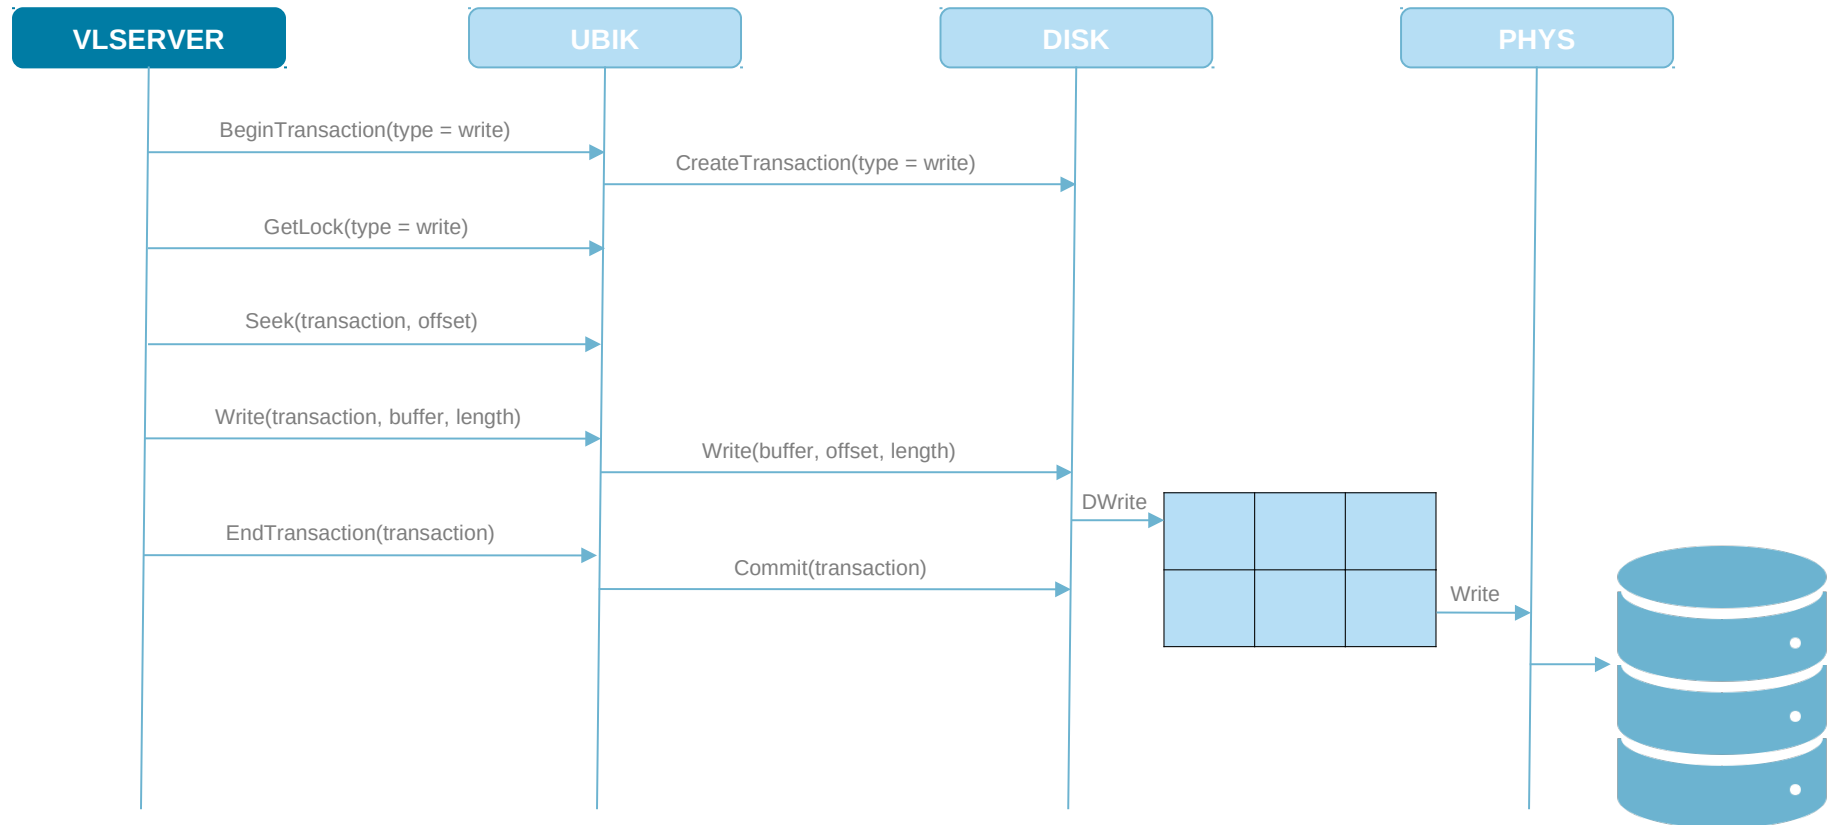 VLSERVER
UBIK
DISK
PHYS
BeginTransaction(type = write)
CreateTransaction(type = write)
GetLock(type = write)
Seek(transaction, offset)
Write(transaction, buffer, length)
Write(buffer, offset, length)
DWrite
EndTransaction(transaction)
Commit(transaction)
Write